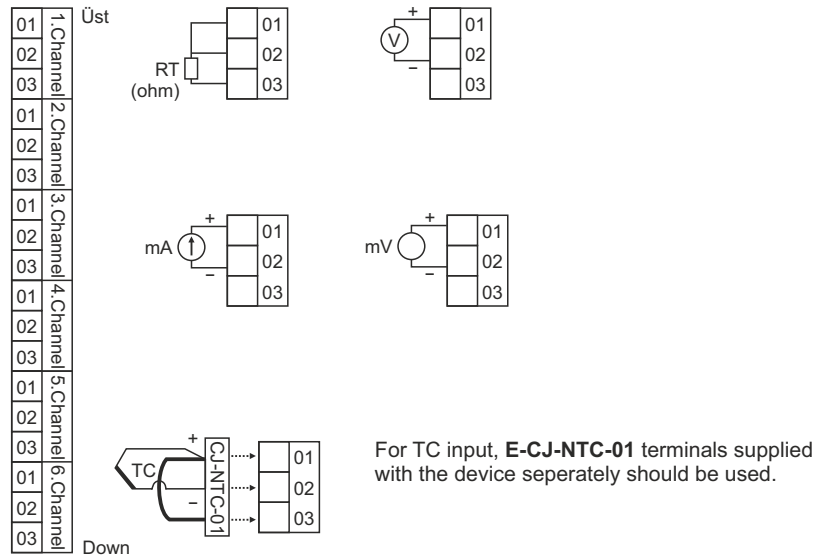 Üst
01
02
03
1.Channel
01
02
03
2.Channel
01
02
03
3.Channel
01
02
03
4.Channel
01
02
03
5.Channel
01
02
03
6.Channel
Down
RT
(ohm)
01
02
03
+
V
−
01
02
03
mA
+
−
01
02
03
mV
+
−
01
02
03
TC
+
−
CJ-NTC-01
01
02
03
For TC input, E-CJ-NTC-01 terminals supplied
with the device seperately should be used.